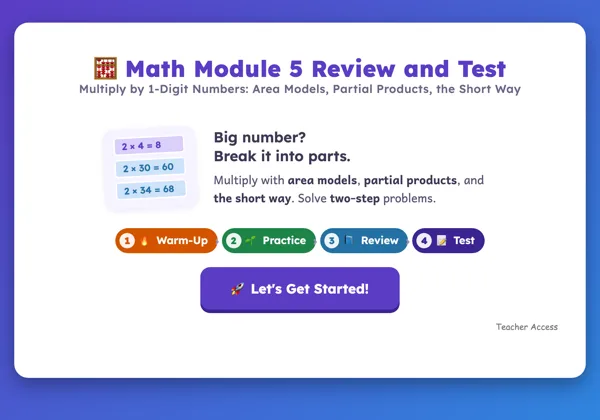 Math Module 5 Review and Test
Multiply by 1-Digit Numbers: Area Models, Partial Products, the Short Way
2 × 4 = 8
2 × 30 = 60
2 × 34 = 68
Big number?
Break it into parts.
Multiply with area models, partial products, and
the short way. Solve two-step problems.
1 Warm-Up
2 Practice
3 Review
4 Test
Let's Get Started!
Teacher Access